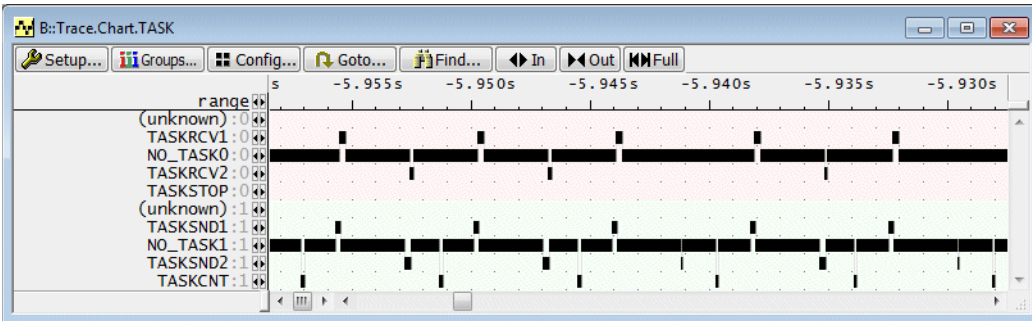 B::Trace.Chart.TASK
Setup... Groups... Config... Goto... Find... In Out Full
s -5.955s -5.950s -5.945s -5.940s -5.935s -5.930s
range
(unknown):0
TASKRCV1:0
NO_TASK0:0
TASKRCV2:0
TASKSTOP:0
(unknown):1
TASKSND1:1
NO_TASK1:1
TASKSND2:1
TASKCNT:1